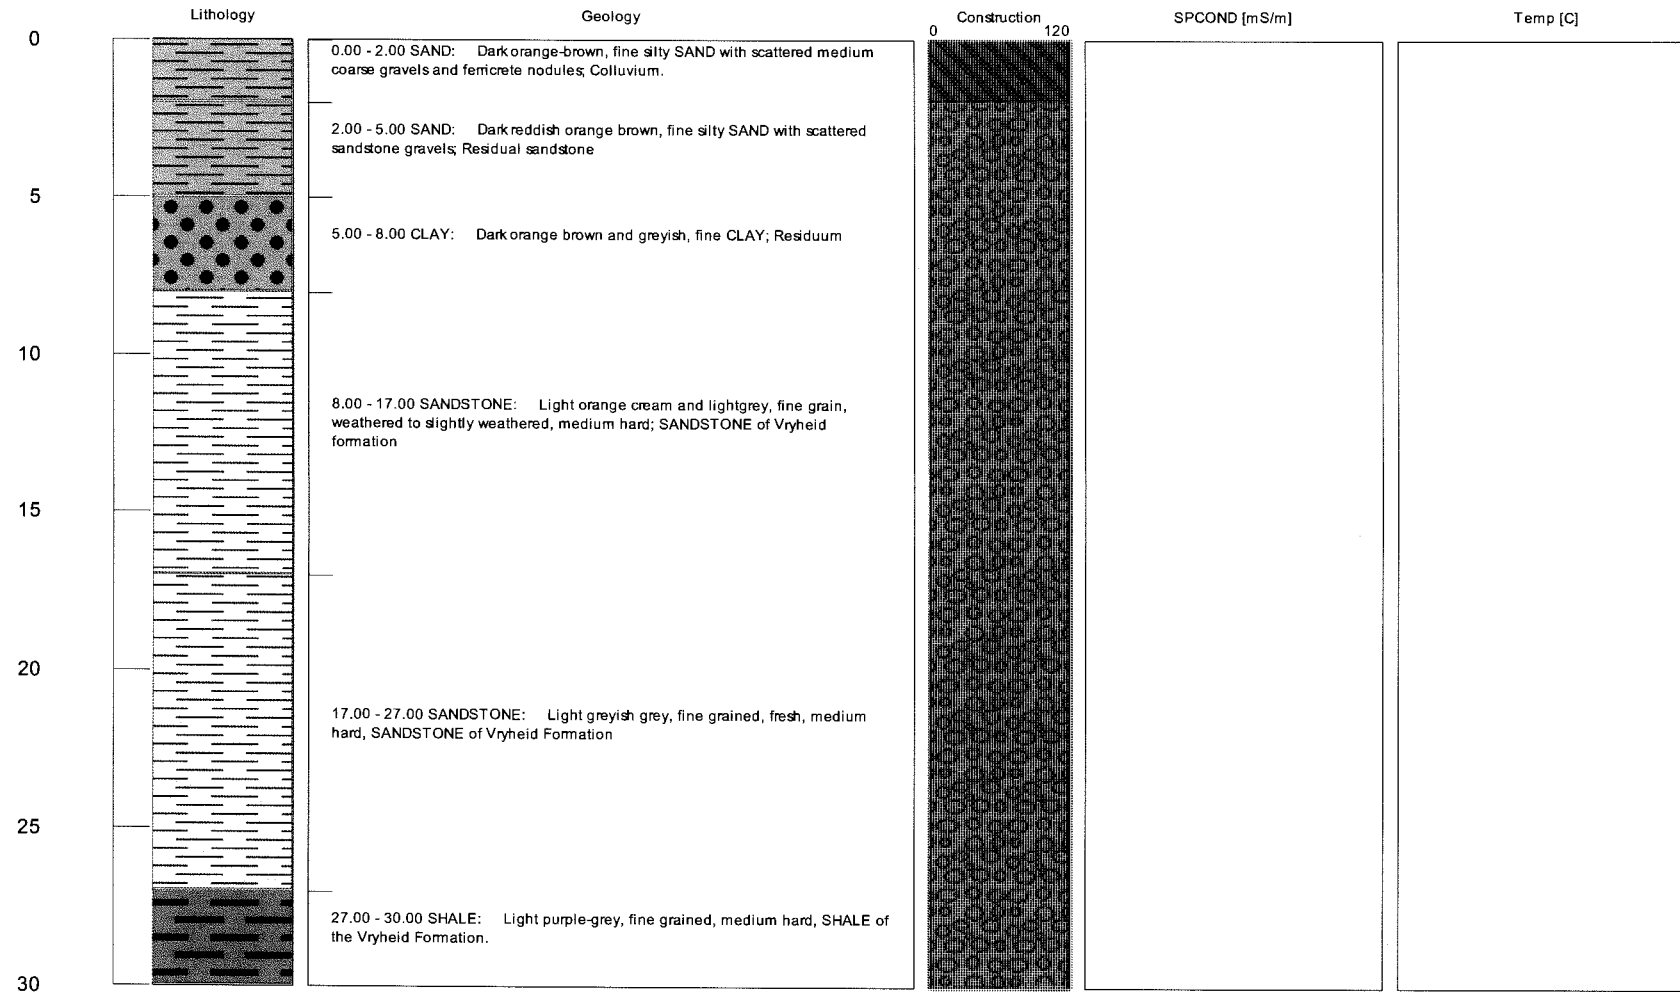 Lithology
Geology
Construction
SPCOND [mS/m]
Temp [C]
0 120
0
0.00 - 2.00 SAND: Dark orange-brown, fine silty SAND with scattered medium
coarse gravels and ferricrete nodules; Colluvium.
2.00 - 5.00 SAND: Dark reddish orange brown, fine silty SAND with scattered
sandstone gravels; Residual sandstone
5
5.00 - 8.00 CLAY: Dark orange brown and greyish, fine CLAY; Residuum
10
8.00 - 17.00 SANDSTONE: Light orange cream and lightgrey, fine grain,
weathered to slightly weathered, medium hard; SANDSTONE of Vryheid
formation
15
20
17.00 - 27.00 SANDSTONE: Light greyish grey, fine grained, fresh, medium
hard, SANDSTONE of Vryheid Formation
25
27.00 - 30.00 SHALE: Light purple-grey, fine grained, medium hard, SHALE of
the Vryheid Formation.
30